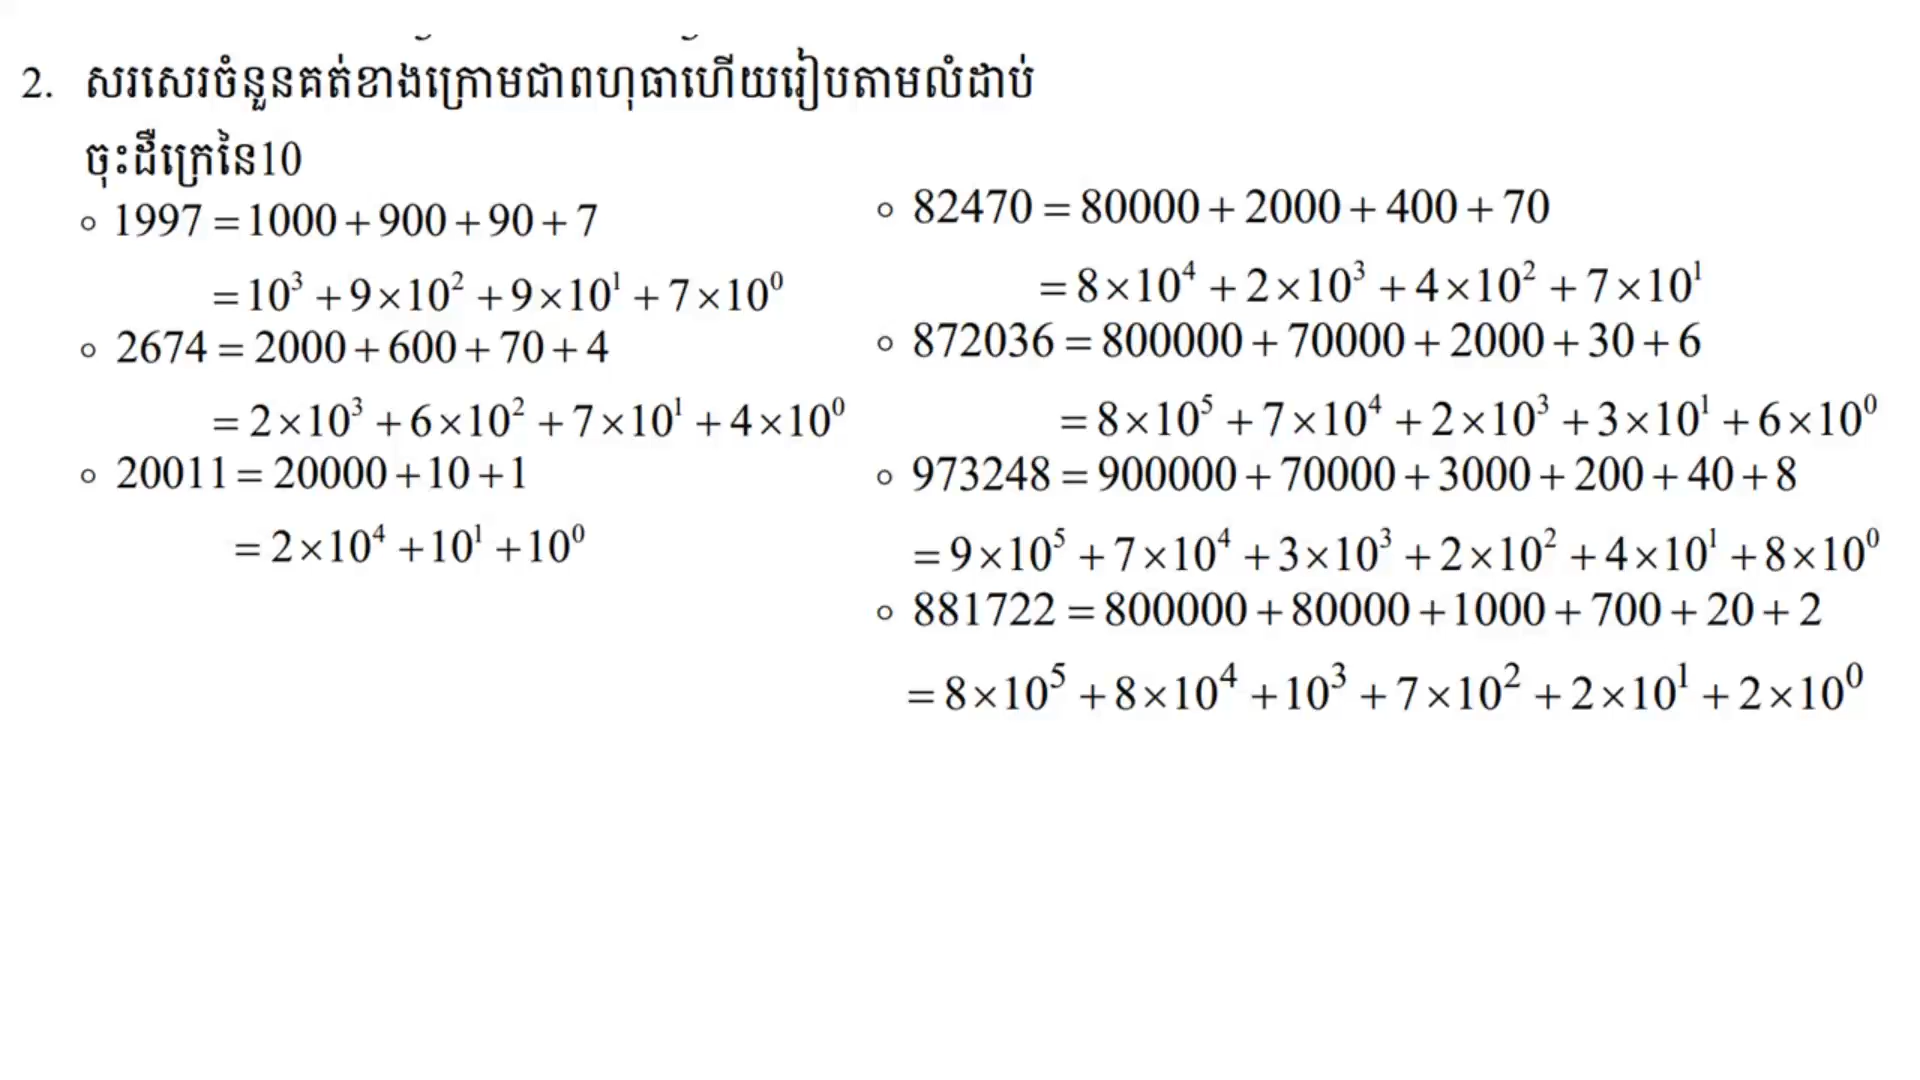 2. សរសេរចំនួនគត់ខាងក្រោមជាពហុធាហើយរៀបតាមលំដាប់
ចុះដឺក្រេនៃ10
◦ 1997 = 1000 + 900 + 90 + 7
= 10³ + 9×10² + 9×10¹ + 7×10⁰
◦ 2674 = 2000 + 600 + 70 + 4
= 2×10³ + 6×10² + 7×10¹ + 4×10⁰
◦ 20011 = 20000 + 10 + 1
= 2×10⁴ + 10¹ + 10⁰
◦ 82470 = 80000 + 2000 + 400 + 70
= 8×10⁴ + 2×10³ + 4×10² + 7×10¹
◦ 872036 = 800000 + 70000 + 2000 + 30 + 6
= 8×10⁵ + 7×10⁴ + 2×10³ + 3×10¹ + 6×10⁰
◦ 973248 = 900000 + 70000 + 3000 + 200 + 40 + 8
= 9×10⁵ + 7×10⁴ + 3×10³ + 2×10² + 4×10¹ + 8×10⁰
◦ 881722 = 800000 + 80000 + 1000 + 700 + 20 + 2
= 8×10⁵ + 8×10⁴ + 10³ + 7×10² + 2×10¹ + 2×10⁰